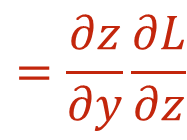 = ∂z/∂y ∂L/∂z